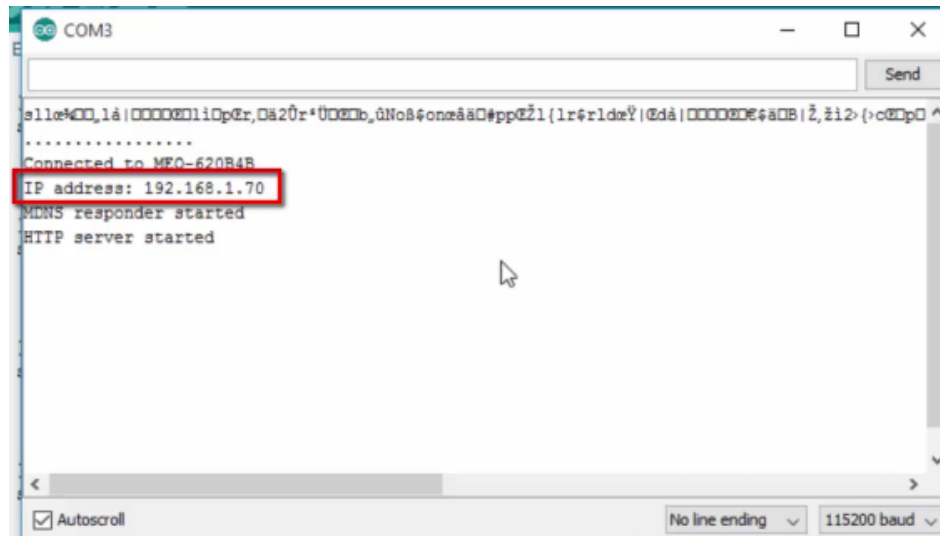 COM3
Send
.................
Connected to MEO-620B4B
IP address: 192.168.1.70
MDNS responder started
HTTP server started
Autoscroll
No line ending
115200 baud